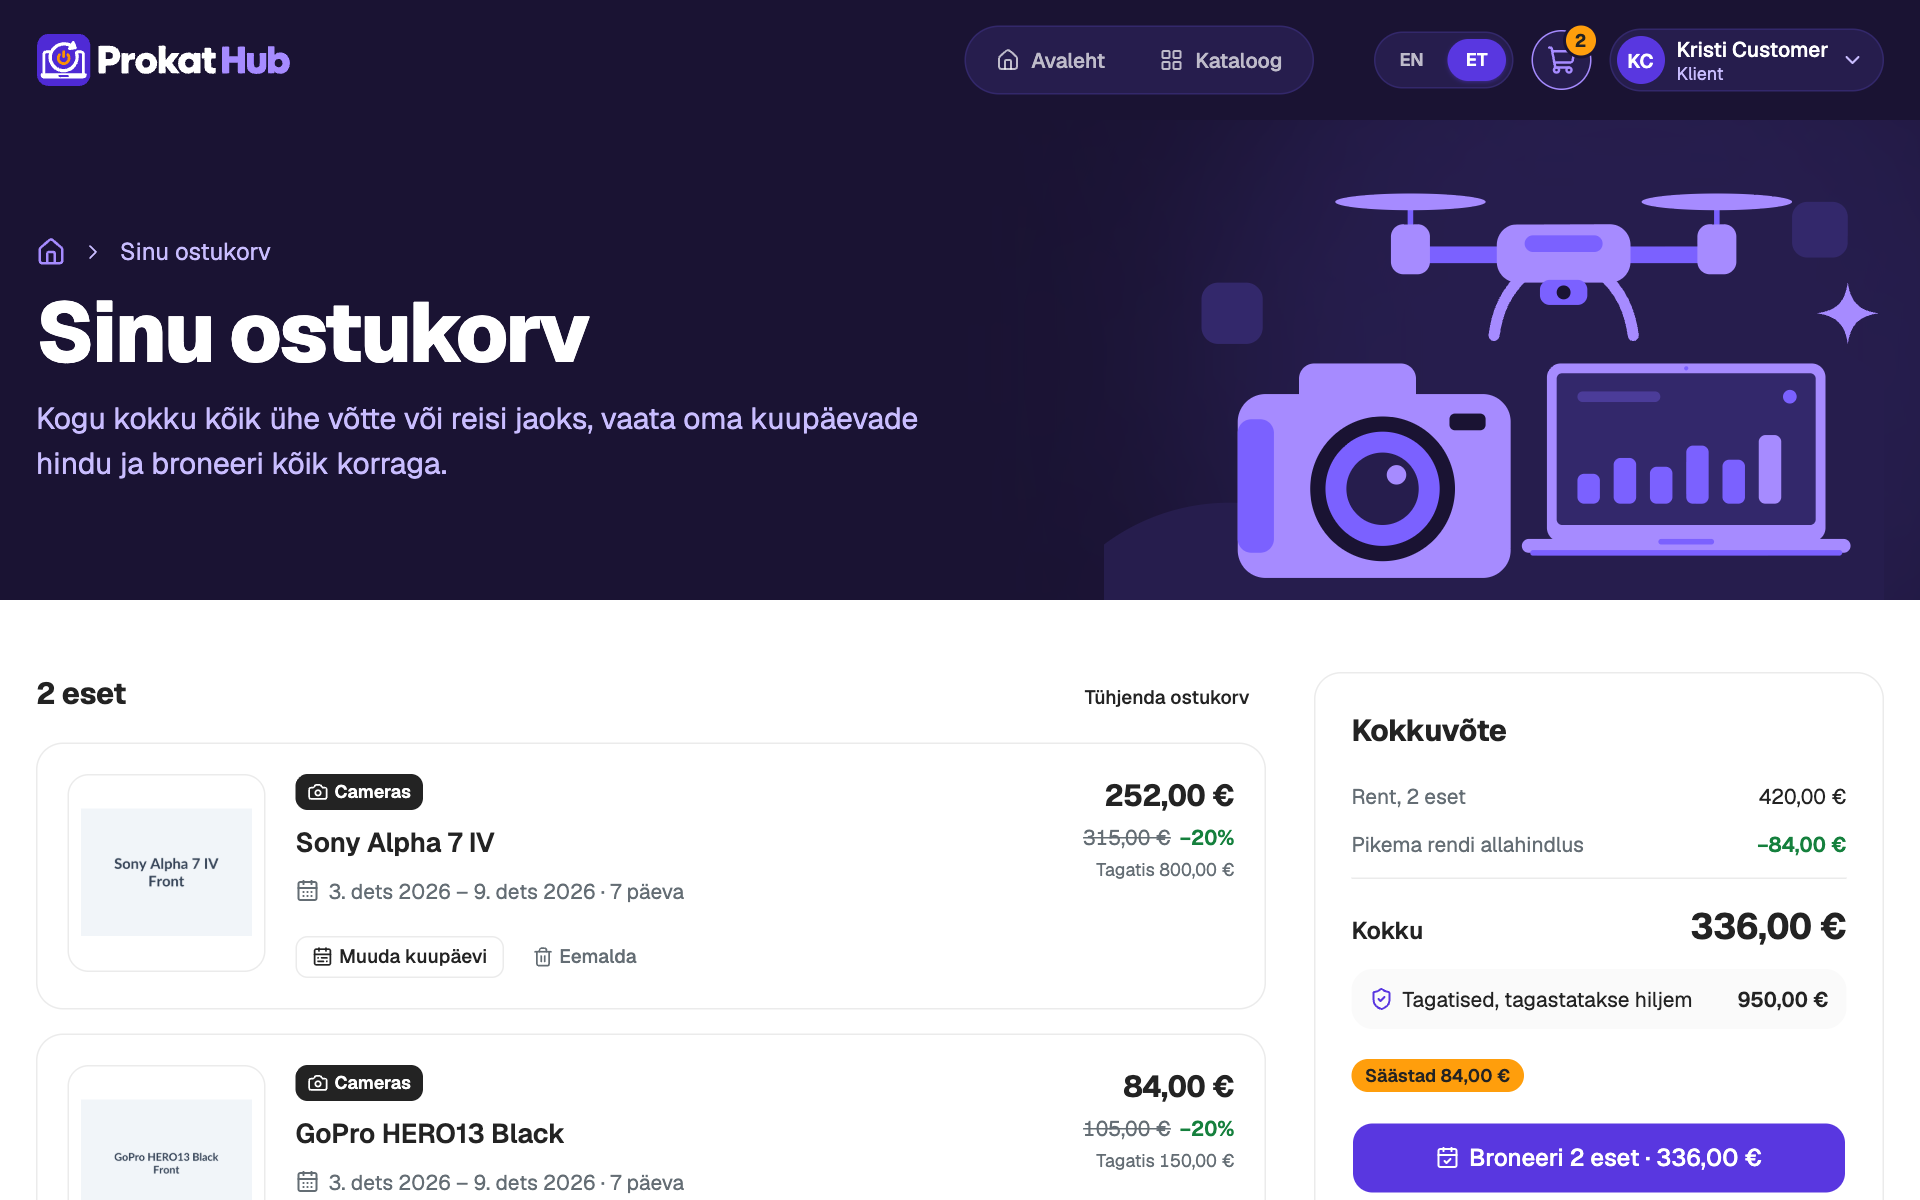 ProkatHub
Avaleht
Kataloog
EN
ET
2
KC
Kristi Customer
Klient
Sinu ostukorv
Sinu ostukorv
Kogu kokku kõik ühe võtte või reisi jaoks, vaata oma kuupäevade
hindu ja broneeri kõik korraga.
2 eset
Tühjenda ostukorv
Sony Alpha 7 IV
Front
Cameras
Sony Alpha 7 IV
3. dets 2026 – 9. dets 2026 · 7 päeva
Muuda kuupäevi
Eemalda
252,00 €
315,00 € −20%
Tagatis 800,00 €
GoPro HERO13 Black
Front
Cameras
GoPro HERO13 Black
3. dets 2026 – 9. dets 2026 · 7 päeva
84,00 €
105,00 € −20%
Tagatis 150,00 €
Kokkuvõte
Rent, 2 eset 420,00 €
Pikema rendi allahindlus −84,00 €
Kokku 336,00 €
Tagatised, tagastatakse hiljem 950,00 €
Säästad 84,00 €
Broneeri 2 eset · 336,00 €